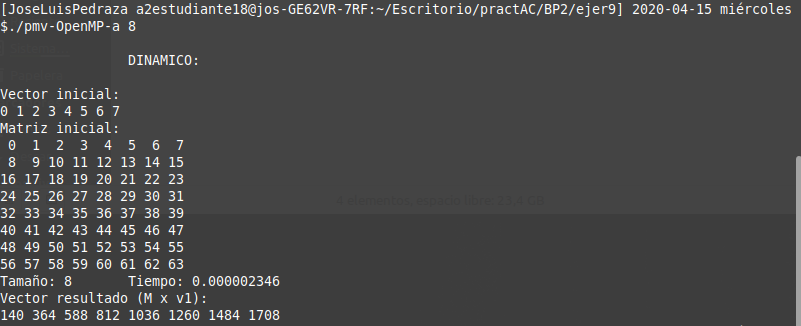 [JoseLuisPedraza a2estudiante18@jos-GE62VR-7RF:~/Escritorio/practAC/BP2/ejer9] 2020-04-15 miércoles
$./pmv-OpenMP-a 8
DINAMICO:
Vector inicial:
0 1 2 3 4 5 6 7
Matriz inicial:
0 1 2 3 4 5 6 7
8 9 10 11 12 13 14 15
16 17 18 19 20 21 22 23
24 25 26 27 28 29 30 31
32 33 34 35 36 37 38 39
40 41 42 43 44 45 46 47
48 49 50 51 52 53 54 55
56 57 58 59 60 61 62 63
Tamaño: 8 Tiempo: 0.000002346
Vector resultado (M x v1):
140 364 588 812 1036 1260 1484 1708